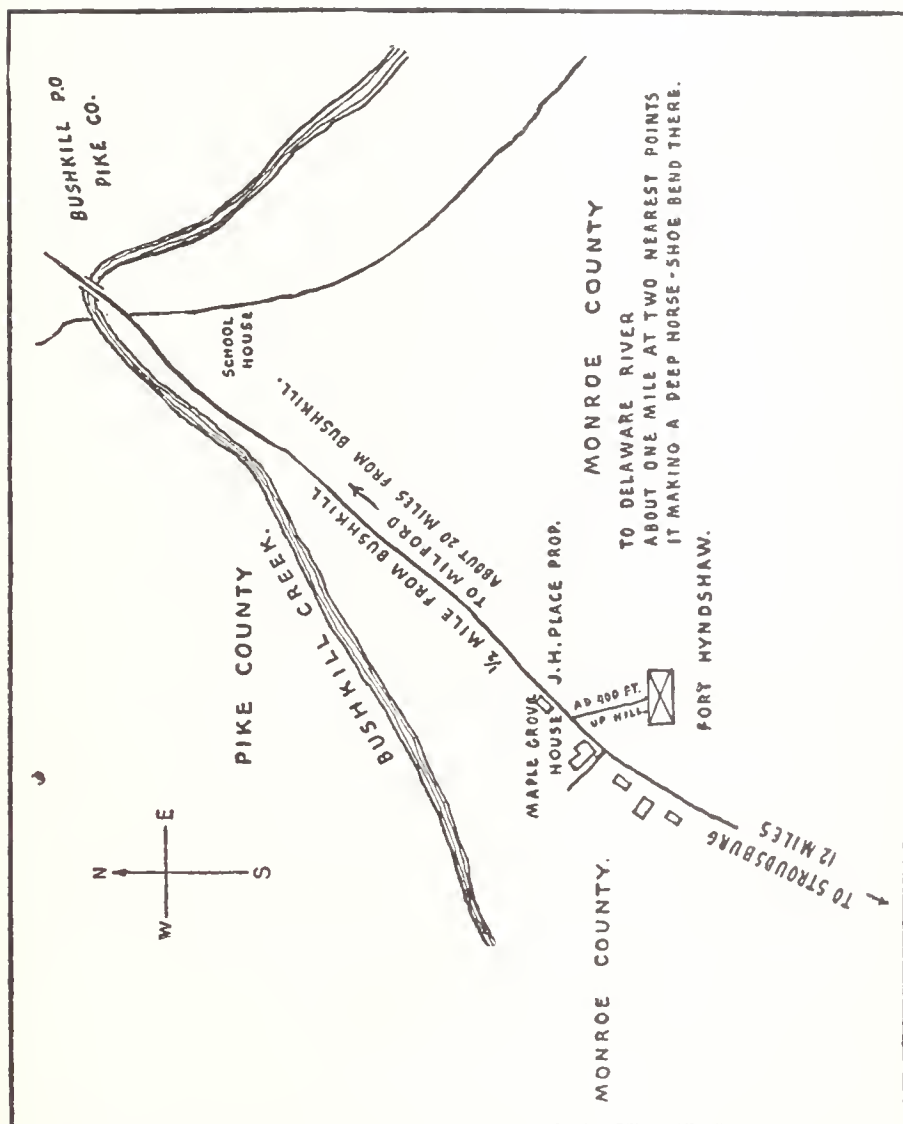 BUSHKILL P.O
PIKE CO.
N
W
E
S
PIKE COUNTY
BUSHKILL CREEK.
SCHOOL
HOUSE
TO MILFORD
ABOUT 20 MILES FROM BUSHKILL.
1/2 MILE FROM BUSHKILL
MONROE COUNTY
TO DELAWARE RIVER
ABOUT ONE MILE AT TWO NEAREST POINTS
IT MAKING A DEEP HORSE-SHOE BEND THERE.
MAPLE GROVE
HOUSE
J.H. PLACE PROP.
AB 400 FT.
UP HILL
FORT HYNDSHAW.
MONROE COUNTY.
TO STROUDSBURG
12 MILES